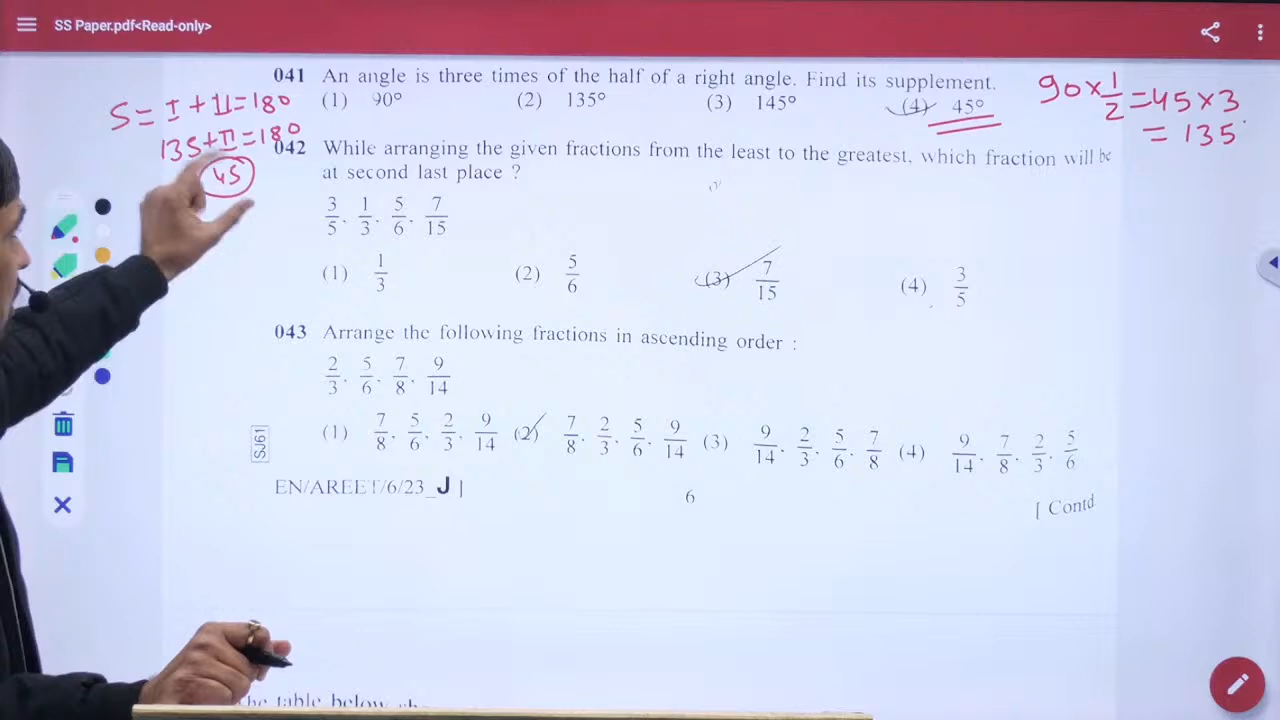 SS Paper.pdf<Read-only>
041 An angle is three times of the half of a right angle. Find its supplement.
(1) 90° (2) 135° (3) 145° (4) 45°
90 × 1/2 = 45 × 3
= 135
S = I + II = 180
135 + II = 180
45
042 While arranging the given fractions from the least to the greatest, which fraction will be
at second last place ?
3/5, 1/3, 5/6, 7/15
(1) 1/3 (2) 5/6 (3) 7/15 (4) 3/5
043 Arrange the following fractions in ascending order :
2/3, 5/6, 7/8, 9/14
(1) 7/8, 5/6, 2/3, 9/14 (2) 7/8, 2/3, 5/6, 9/14 (3) 9/14, 2/3, 5/6, 7/8 (4) 9/14, 7/8, 2/3, 5/6
SJ61
EN/AREET/6/23_J ] 6 [ Contd
the table below